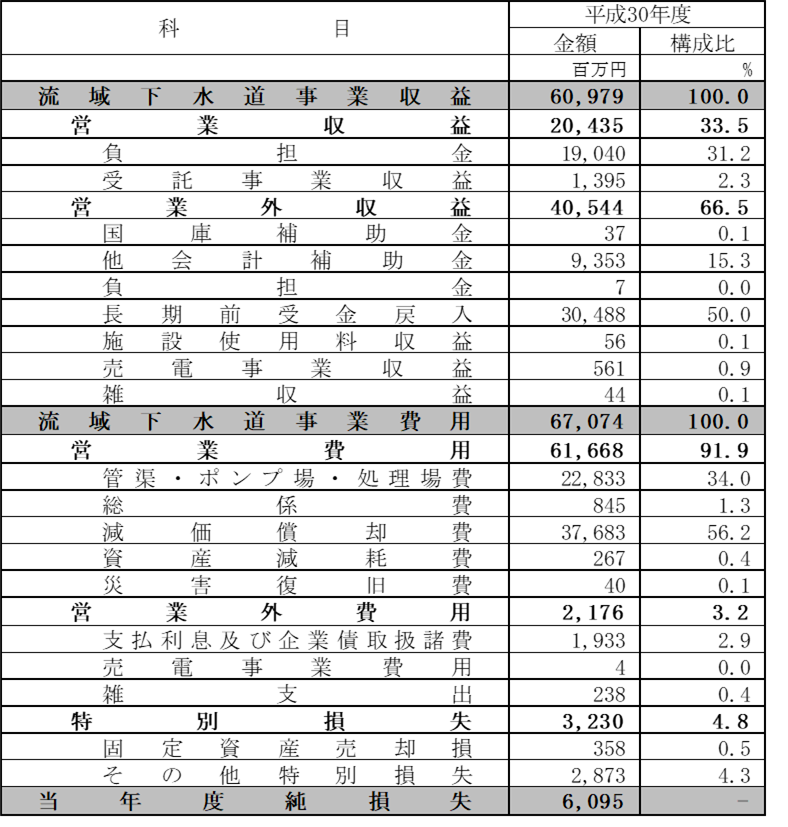 科目 平成30年度
金額 構成比
百万円 %
流域下水道事業収益 60,979 100.0
営業収益 20,435 33.5
負担金 19,040 31.2
受託事業収益 1,395 2.3
営業外収益 40,544 66.5
国庫補助金 37 0.1
他会計補助金 9,353 15.3
負担金 7 0.0
長期前受金戻入 30,488 50.0
施設使用料収益 56 0.1
売電事業収益 561 0.9
雑収益 44 0.1
流域下水道事業費用 67,074 100.0
営業費用 61,668 91.9
管渠・ポンプ場・処理場費 22,833 34.0
総係費 845 1.3
減価償却費 37,683 56.2
資産減耗費 267 0.4
災害復旧費 40 0.1
営業外費用 2,176 3.2
支払利息及び企業債取扱諸費 1,933 2.9
売電事業費用 4 0.0
雑支出 238 0.4
特別損失 3,230 4.8
固定資産売却損 358 0.5
その他特別損失 2,873 4.3
当年度純損失 6,095 －